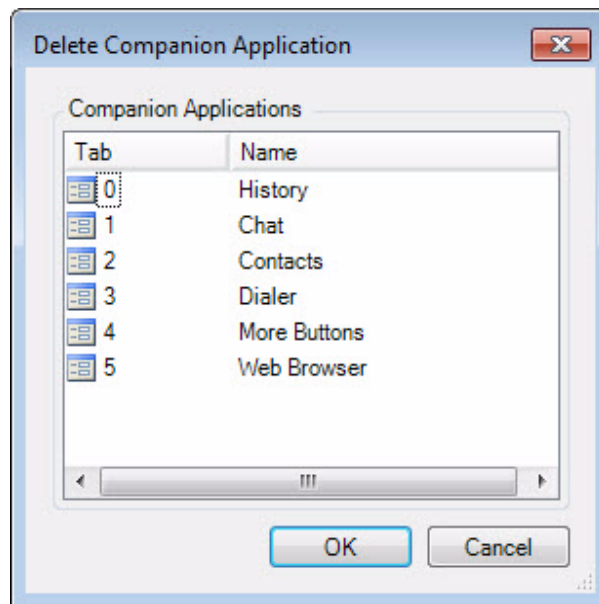 Delete Companion Application
Companion Applications
Tab Name
0 History
1 Chat
2 Contacts
3 Dialer
4 More Buttons
5 Web Browser
OK Cancel